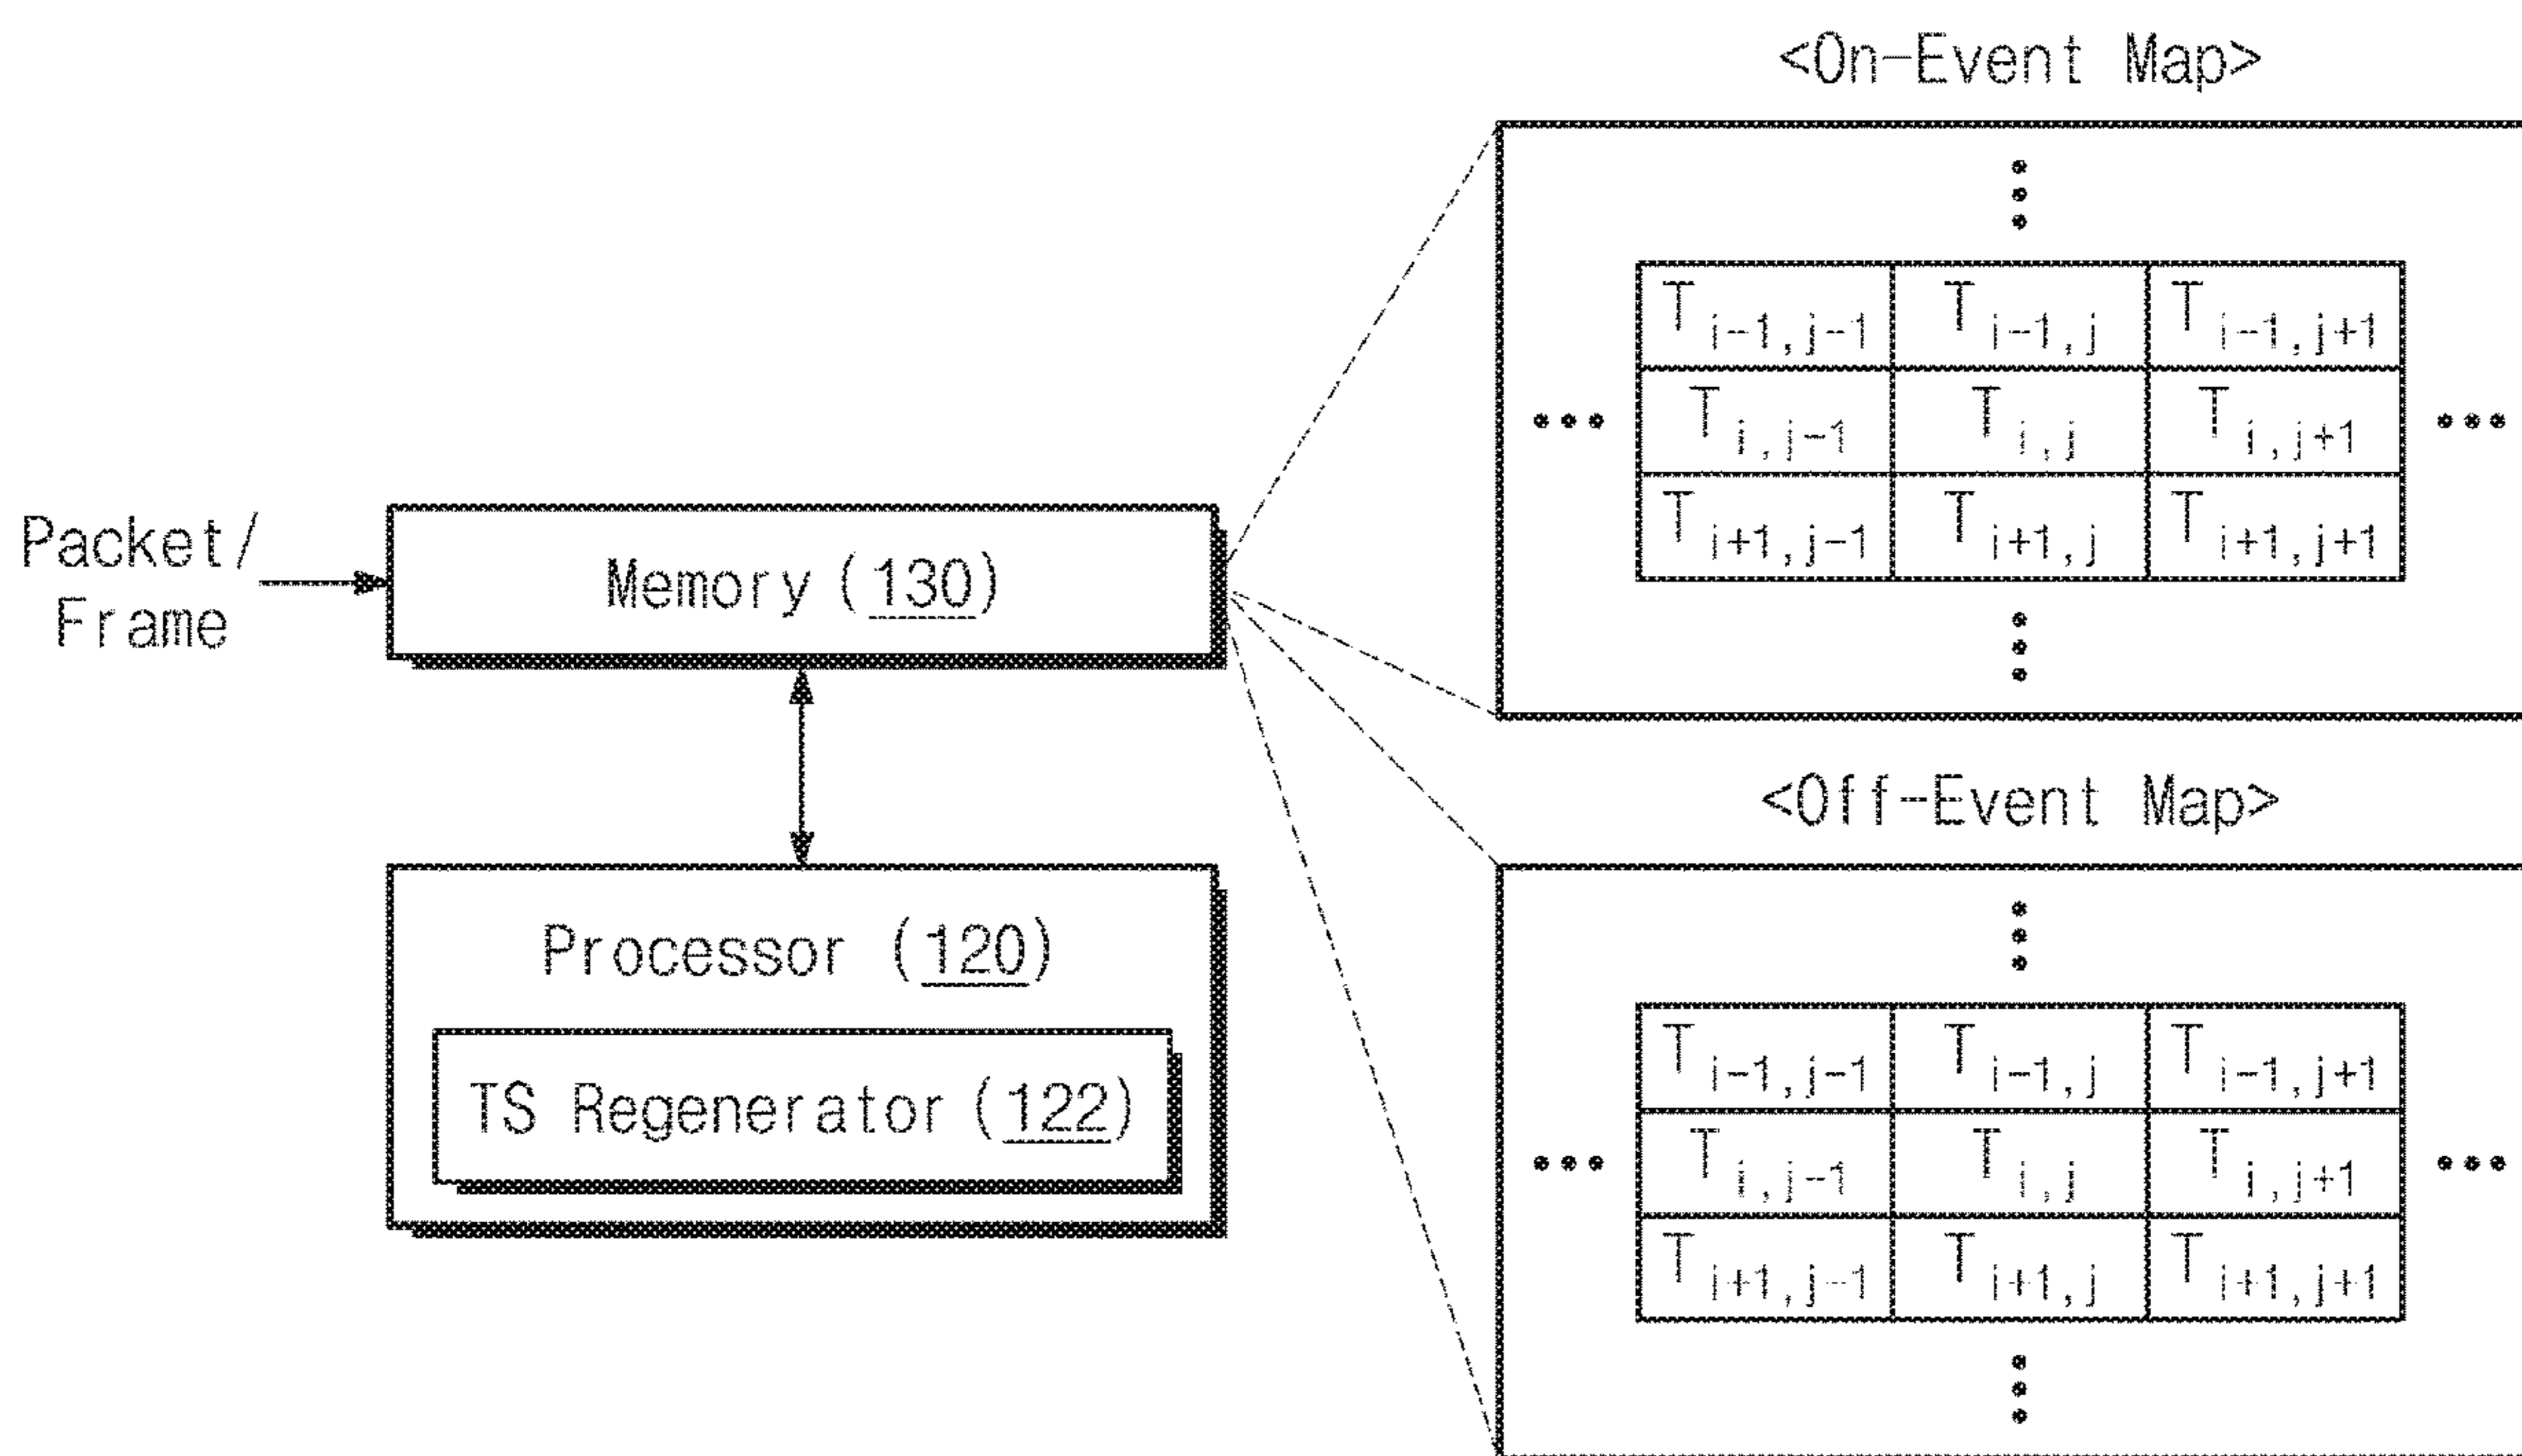 <On-Event Map>
T i-1,j-1 T i-1,j T i-1,j+1
T i,j-1 T i,j T i,j+1
T i+1,j-1 T i+1,j T i+1,j+1
Packet/
Frame
Memory (130)
Processor (120)
TS Regenerator (122)
<Off-Event Map>
T i-1,j-1 T i-1,j T i-1,j+1
T i,j-1 T i,j T i,j+1
T i+1,j-1 T i+1,j T i+1,j+1